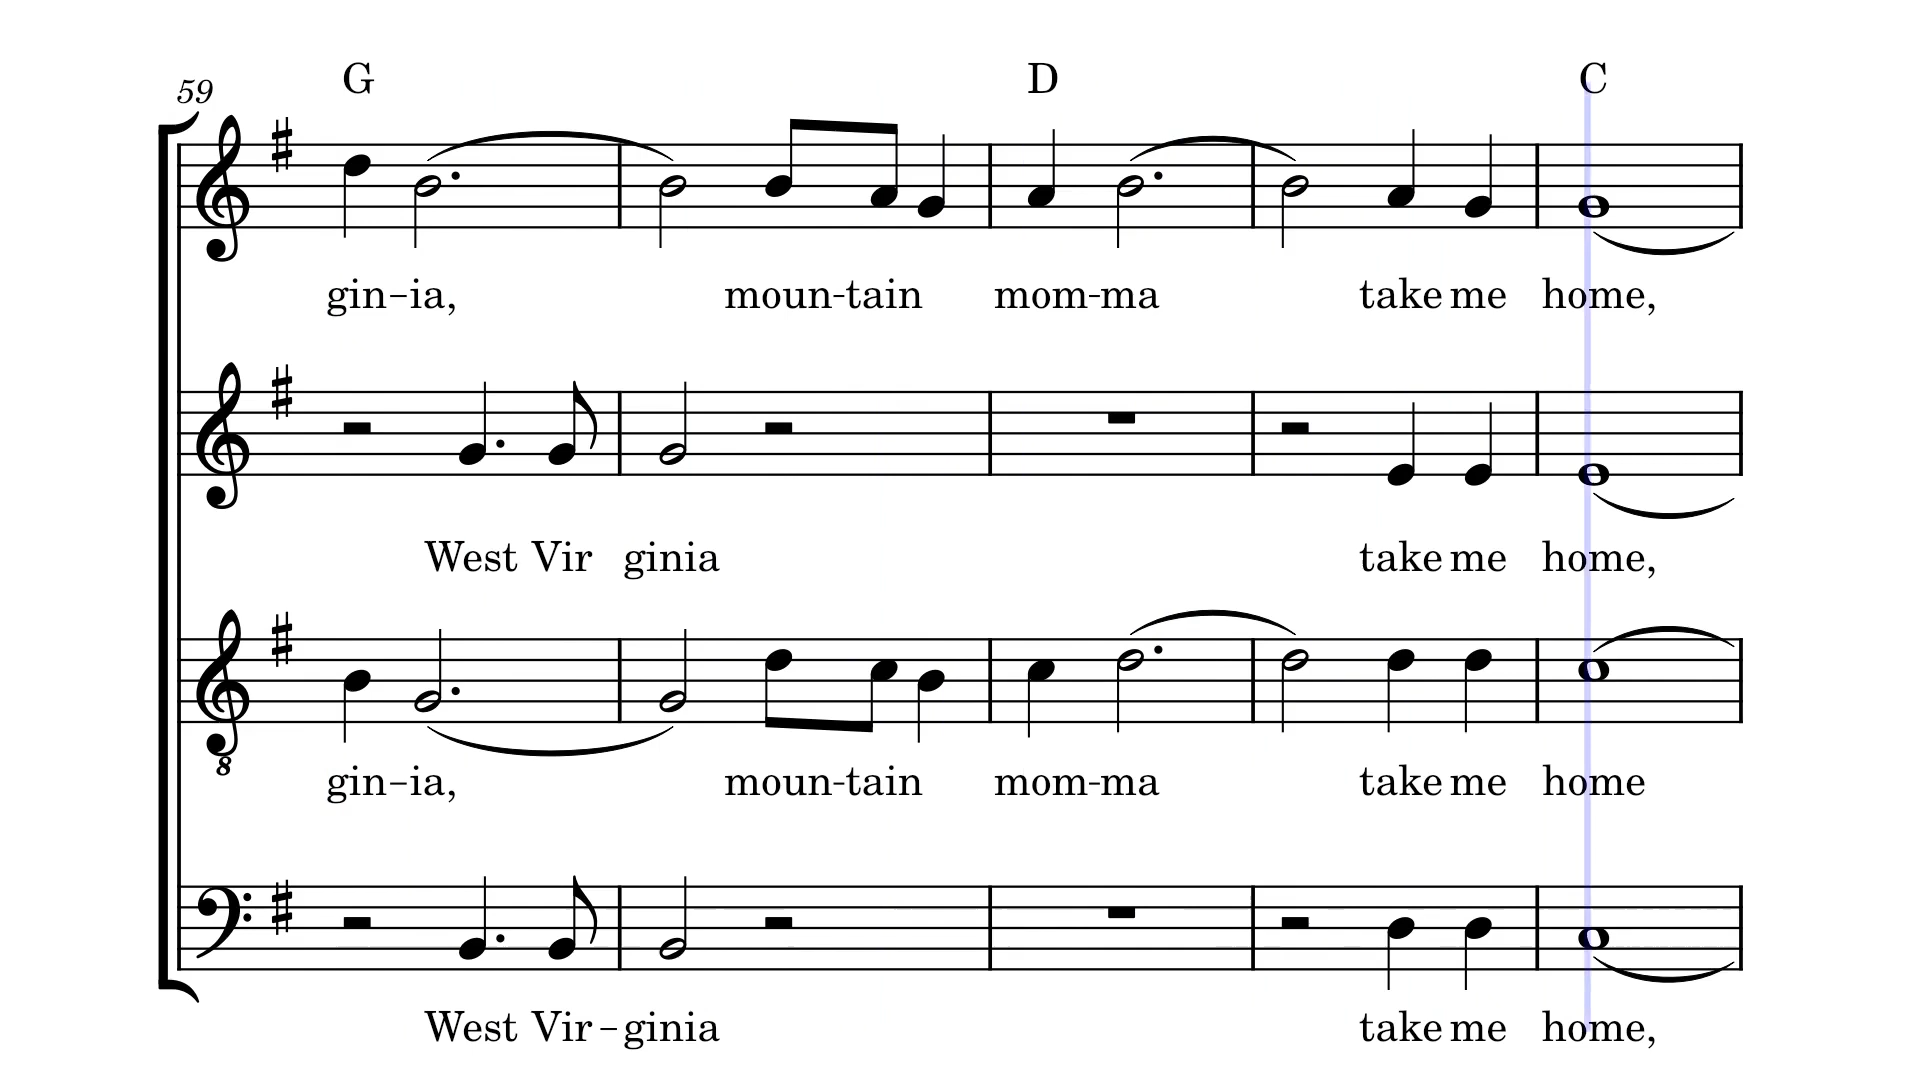 G D C
59
gin-ia, moun-tain mom-ma take me home,
West Vir ginia take me home,
8
gin-ia, moun-tain mom-ma take me home
West Vir-ginia take me home,